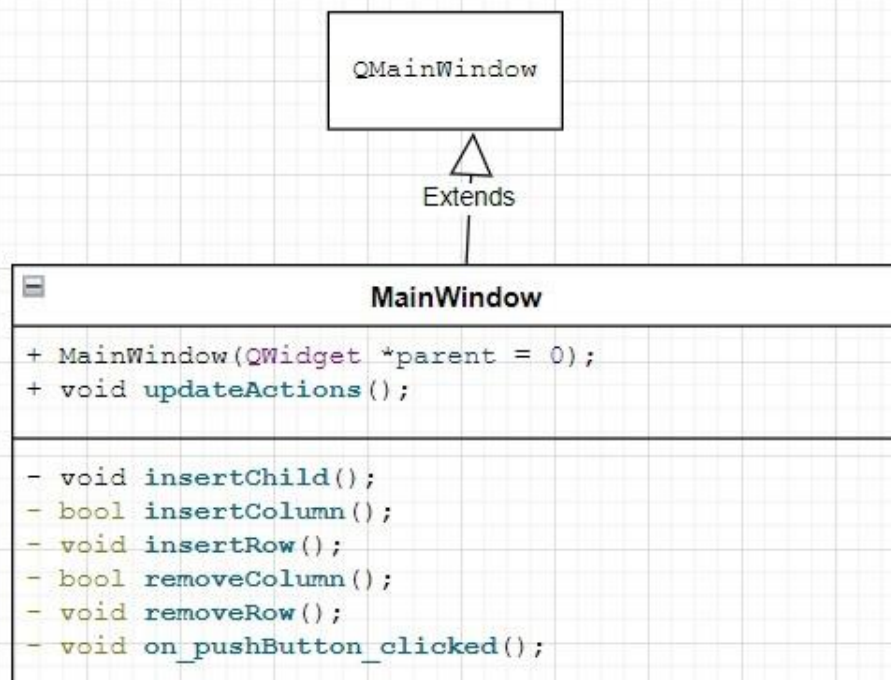 QMainWindow
Extends
MainWindow
+ MainWindow(QWidget *parent = 0);
+ void updateActions();
- void insertChild();
- bool insertColumn();
- void insertRow();
- bool removeColumn();
- void removeRow();
- void on_pushButton_clicked();